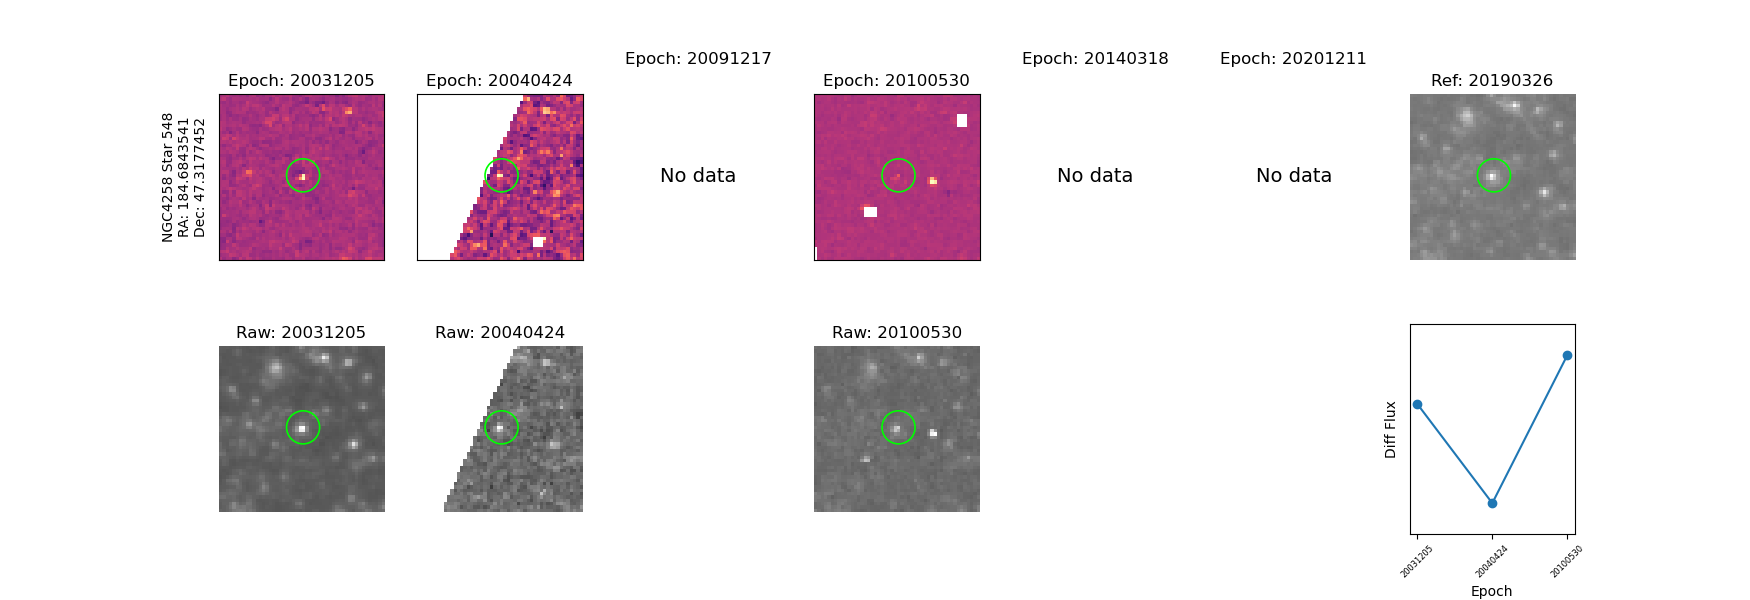 Epoch: 20091217
Epoch: 20140318
Epoch: 20201211
Epoch: 20031205
Epoch: 20040424
Epoch: 20100530
Ref: 20190326
NGC4258 Star 548
RA: 184.6843541
Dec: 47.3177452
No data
No data
No data
Raw: 20031205
Raw: 20040424
Raw: 20100530
Diff Flux
20031205
20040424
20100530
Epoch